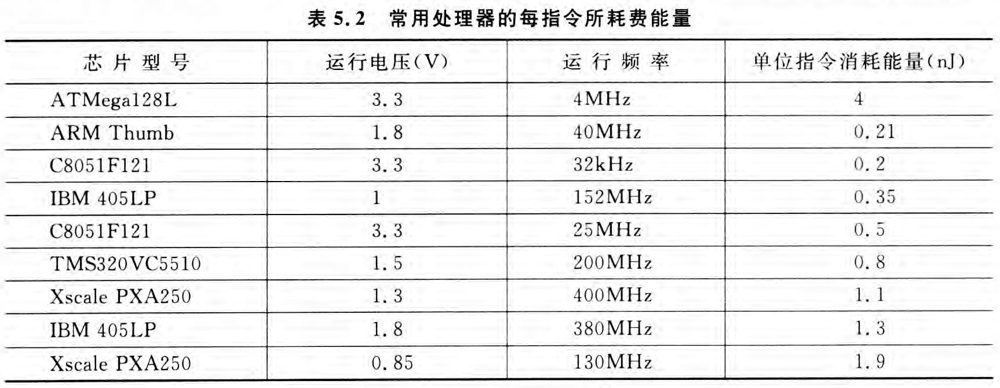 表 5.2 常用处理器的每指令所耗费能量
芯片型号 运行电压(V) 运行频率 单位指令消耗能量(nJ)
ATMega128L 3.3 4MHz 4
ARM Thumb 1.8 40MHz 0.21
C8051F121 3.3 32kHz 0.2
IBM 405LP 1 152MHz 0.35
C8051F121 3.3 25MHz 0.5
TMS320VC5510 1.5 200MHz 0.8
Xscale PXA250 1.3 400MHz 1.1
IBM 405LP 1.8 380MHz 1.3
Xscale PXA250 0.85 130MHz 1.9